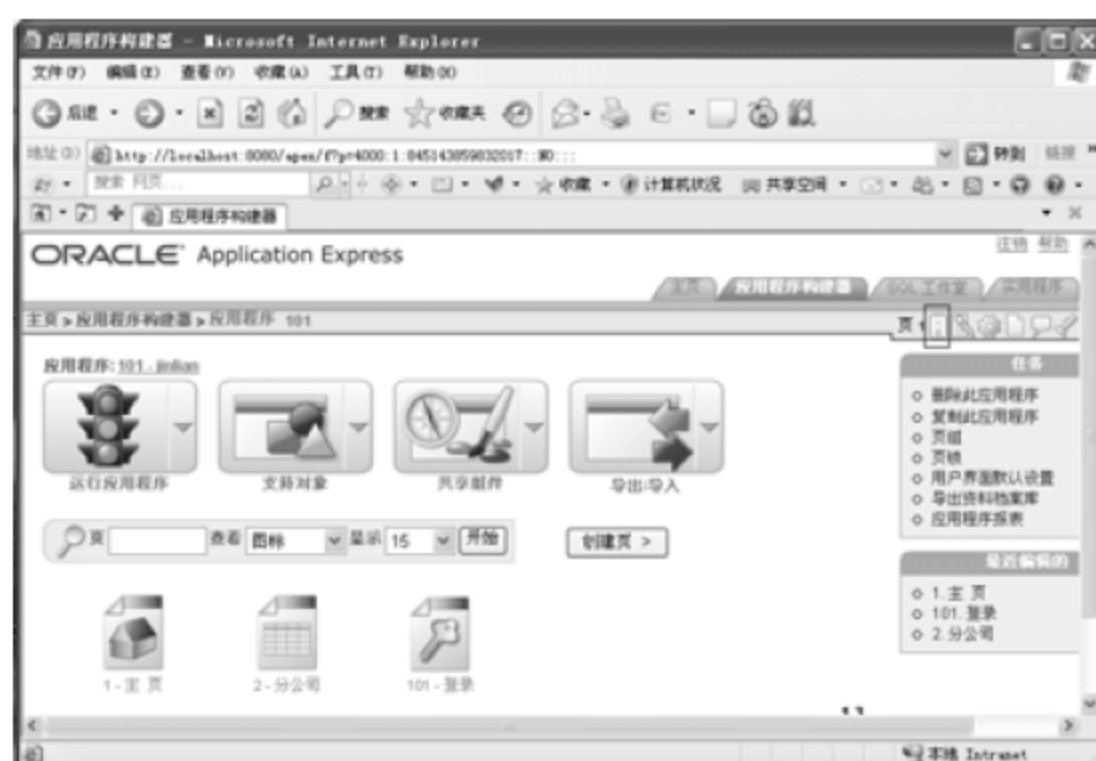 应用程序构建器 - Microsoft Internet Explorer
文件(F) 编辑(E) 查看(V) 收藏(A) 工具(T) 帮助(H)
后退 搜索 收藏夹
地址(D) http://localhost:8080/apex/f?p=4000:1:845143859832017::NO::: 转到 链接 »
搜索 网页... 收藏 计算机状况 共享空间
应用程序构建器
ORACLE Application Express
注销 帮助
主页 应用程序构建器 SQL 工作室 实用程序
主页 > 应用程序构建器 > 应用程序 101
页 1
应用程序: 101 - jinlian
运行应用程序 支持对象 共享组件 导出/导入
页 查看 图标 显示 15 开始 创建页 >
1 - 主 页 2 - 分公司 101 - 登录
任务
删除此应用程序
复制此应用程序
页组
页锁
用户界面默认设置
导出资料档案库
应用程序报表
最近编辑的
1. 主 页
101. 登录
2. 分公司
本地 Intranet